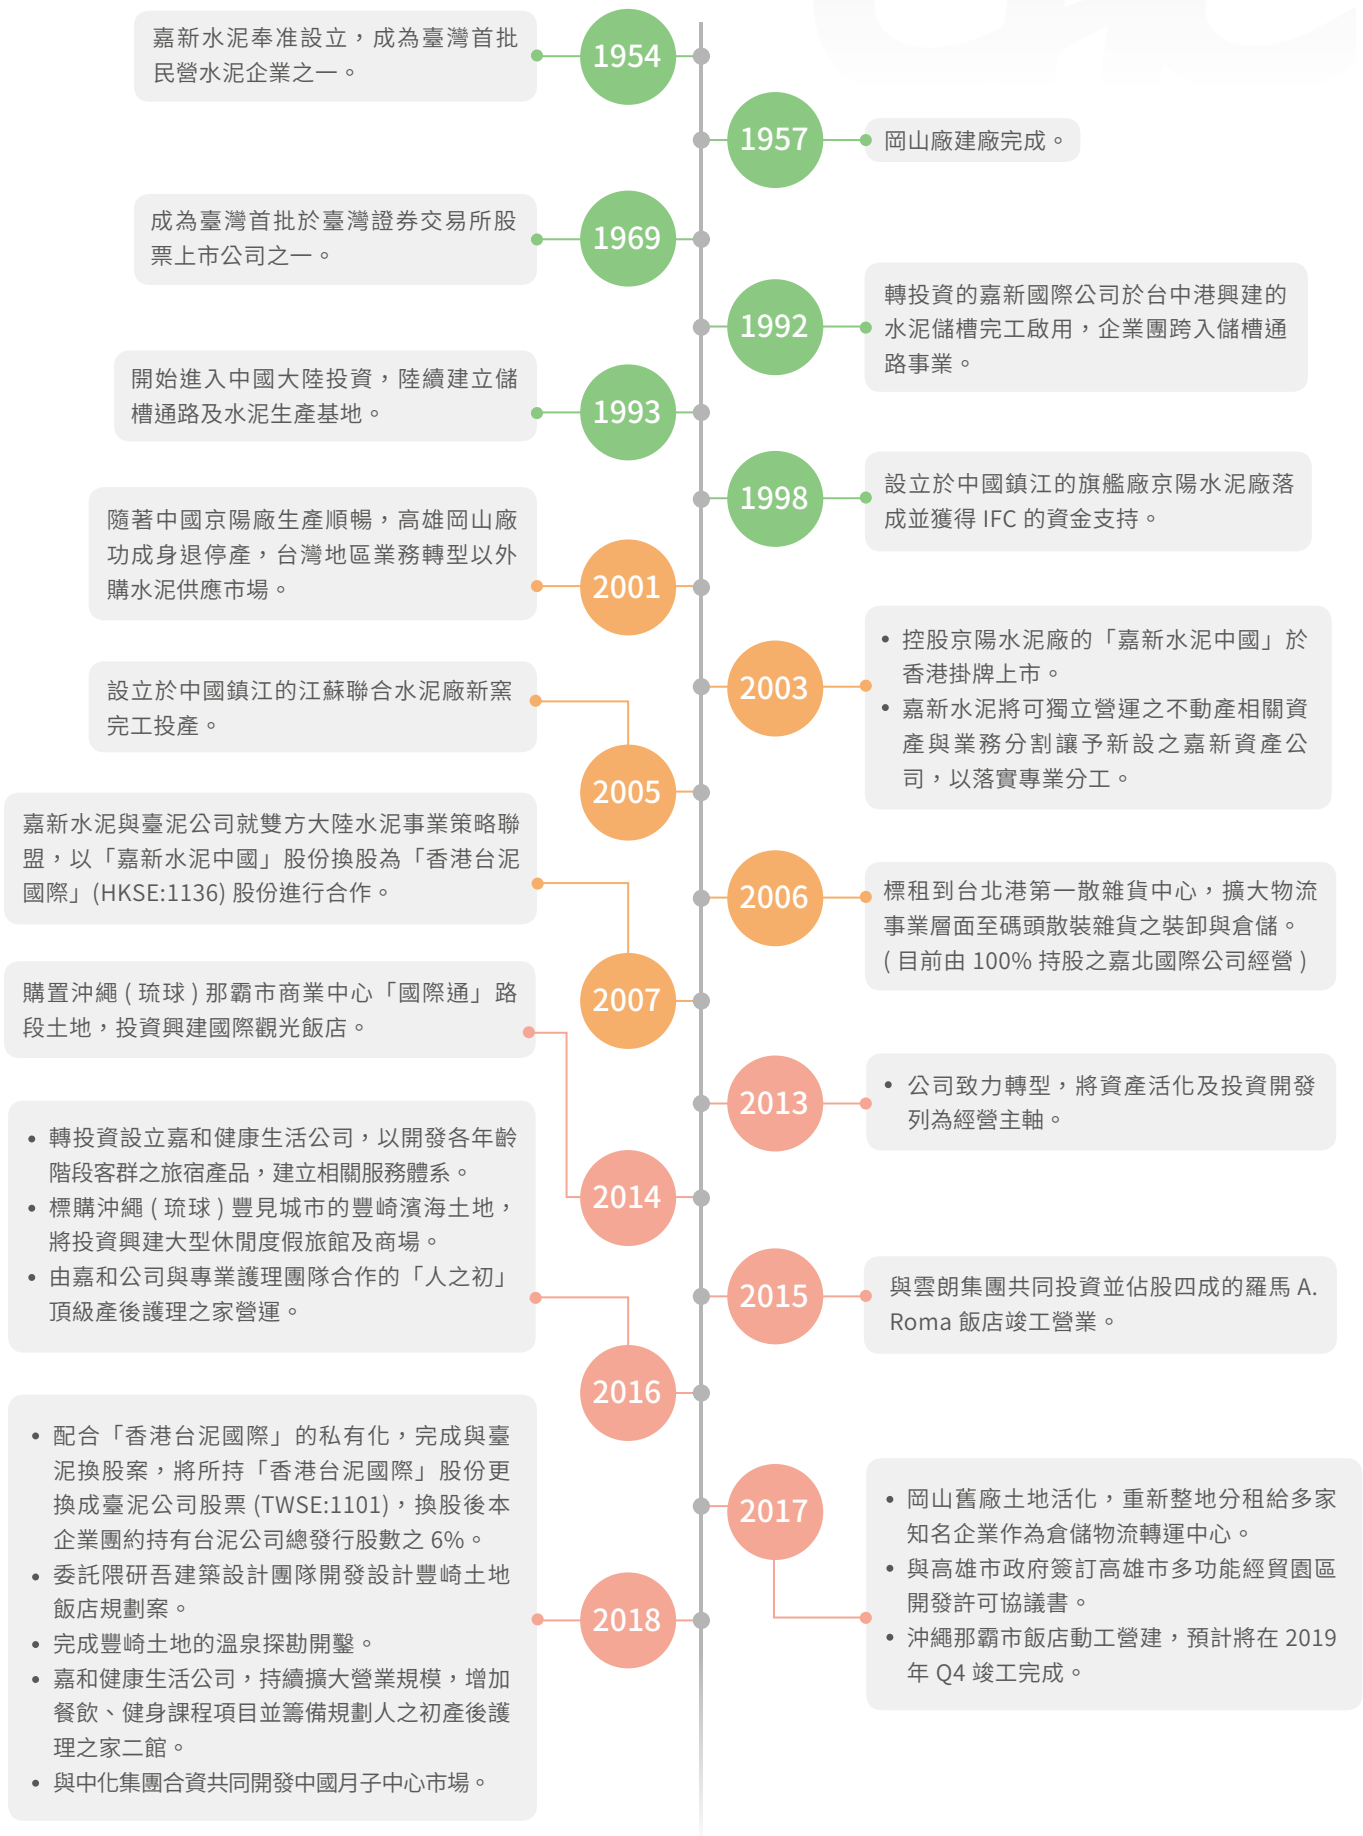 嘉新水泥奉准設立，成為臺灣首批
民營水泥企業之一。
1954
1957
岡山廠建廠完成。
成為臺灣首批於臺灣證券交易所股
票上市公司之一。
1969
1992
轉投資的嘉新國際公司於台中港興建的
水泥儲槽完工啟用，企業團跨入儲槽通
路事業。
開始進入中國大陸投資，陸續建立儲
槽通路及水泥生產基地。
1993
1998
設立於中國鎮江的旗艦廠京陽水泥廠落
成並獲得 IFC 的資金支持。
隨著中國京陽廠生產順暢，高雄岡山廠
功成身退停產，台灣地區業務轉型以外
購水泥供應市場。
2001
2003
• 控股京陽水泥廠的「嘉新水泥中國」於
香港掛牌上市。
• 嘉新水泥將可獨立營運之不動產相關資
產與業務分割讓予新設之嘉新資產公
司，以落實專業分工。
設立於中國鎮江的江蘇聯合水泥廠新窯
完工投產。
2005
2006
標租到台北港第一散雜貨中心，擴大物流
事業層面至碼頭散裝雜貨之裝卸與倉儲。
( 目前由 100% 持股之嘉北國際公司經營 )
嘉新水泥與臺泥公司就雙方大陸水泥事業策略聯
盟，以「嘉新水泥中國」股份換股為「香港台泥
國際」(HKSE:1136) 股份進行合作。
2007
2013
• 公司致力轉型，將資產活化及投資開發
列為經營主軸。
購置沖繩 ( 琉球 ) 那霸市商業中心「國際通」路
段土地，投資興建國際觀光飯店。
2014
2015
與雲朗集團共同投資並佔股四成的羅馬 A.
Roma 飯店竣工營業。
• 轉投資設立嘉和健康生活公司，以開發各年齡
階段客群之旅宿產品，建立相關服務體系。
• 標購沖繩 ( 琉球 ) 豐見城市的豐崎濱海土地，
將投資興建大型休閒度假旅館及商場。
• 由嘉和公司與專業護理團隊合作的「人之初」
頂級產後護理之家營運。
2016
2017
• 岡山舊廠土地活化，重新整地分租給多家
知名企業作為倉儲物流轉運中心。
• 與高雄市政府簽訂高雄市多功能經貿園區
開發許可協議書。
• 沖繩那霸市飯店動工營建，預計將在 2019
年 Q4 竣工完成。
• 配合「香港台泥國際」的私有化，完成與臺
泥換股案，將所持「香港台泥國際」股份更
換成臺泥公司股票 (TWSE:1101)，換股後本
企業團約持有台泥公司總發行股數之 6%。
• 委託隈研吾建築設計團隊開發設計豐崎土地
飯店規劃案。
• 完成豐崎土地的溫泉探勘開鑿。
• 嘉和健康生活公司，持續擴大營業規模，增加
餐飲、健身課程項目並籌備規劃人之初產後護
理之家二館。
• 與中化集團合資共同開發中國月子中心市場。
2018